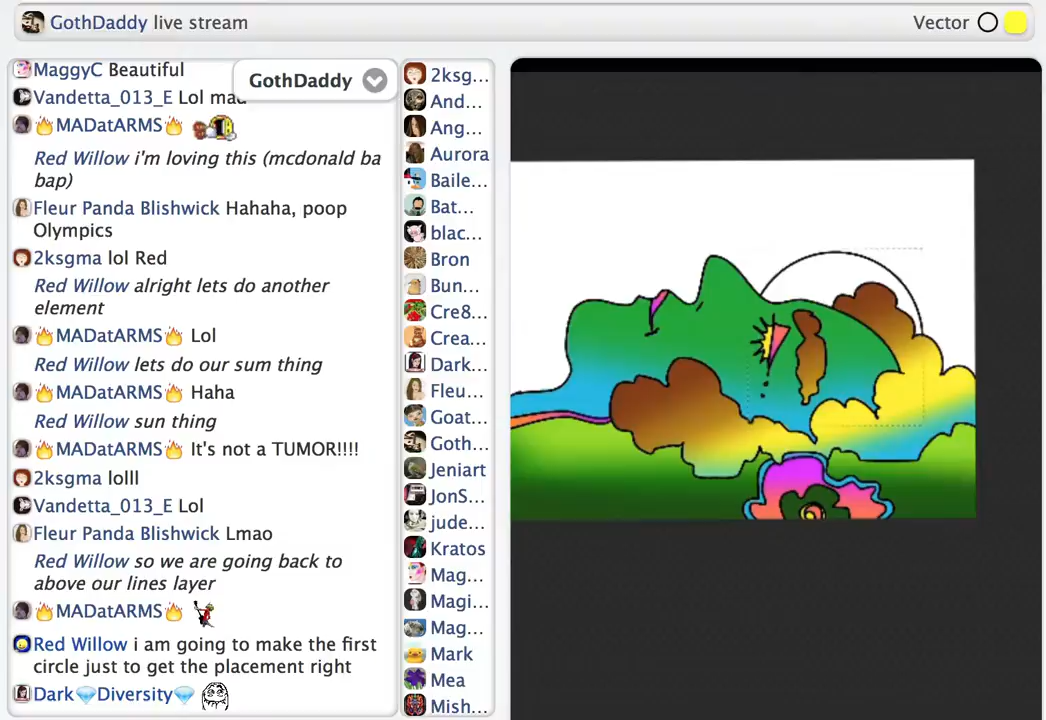 GothDaddy live stream
Vector
MaggyC Beautiful
GothDaddy
Vandetta_013_E Lol mad
MADatARMS
Red Willow i'm loving this (mcdonald ba
bap)
Fleur Panda Blishwick Hahaha, poop
Olympics
2ksgma lol Red
Red Willow alright lets do another
element
MADatARMS Lol
Red Willow lets do our sum thing
MADatARMS Haha
Red Willow sun thing
MADatARMS It's not a TUMOR!!!!
2ksgma lolll
Vandetta_013_E Lol
Fleur Panda Blishwick Lmao
Red Willow so we are going back to
above our lines layer
MADatARMS
Red Willow i am going to make the first
circle just to get the placement right
Dark Diversity
2ksg...
And...
Ang...
Aurora
Baile...
Bat...
blac...
Bron
Bun...
Cre8...
Crea...
Dark...
Fleu...
Goat...
Goth...
Jeniart
JonS...
jude...
Kratos
Mag...
Magi...
Mag...
Mark
Mea
Mish...